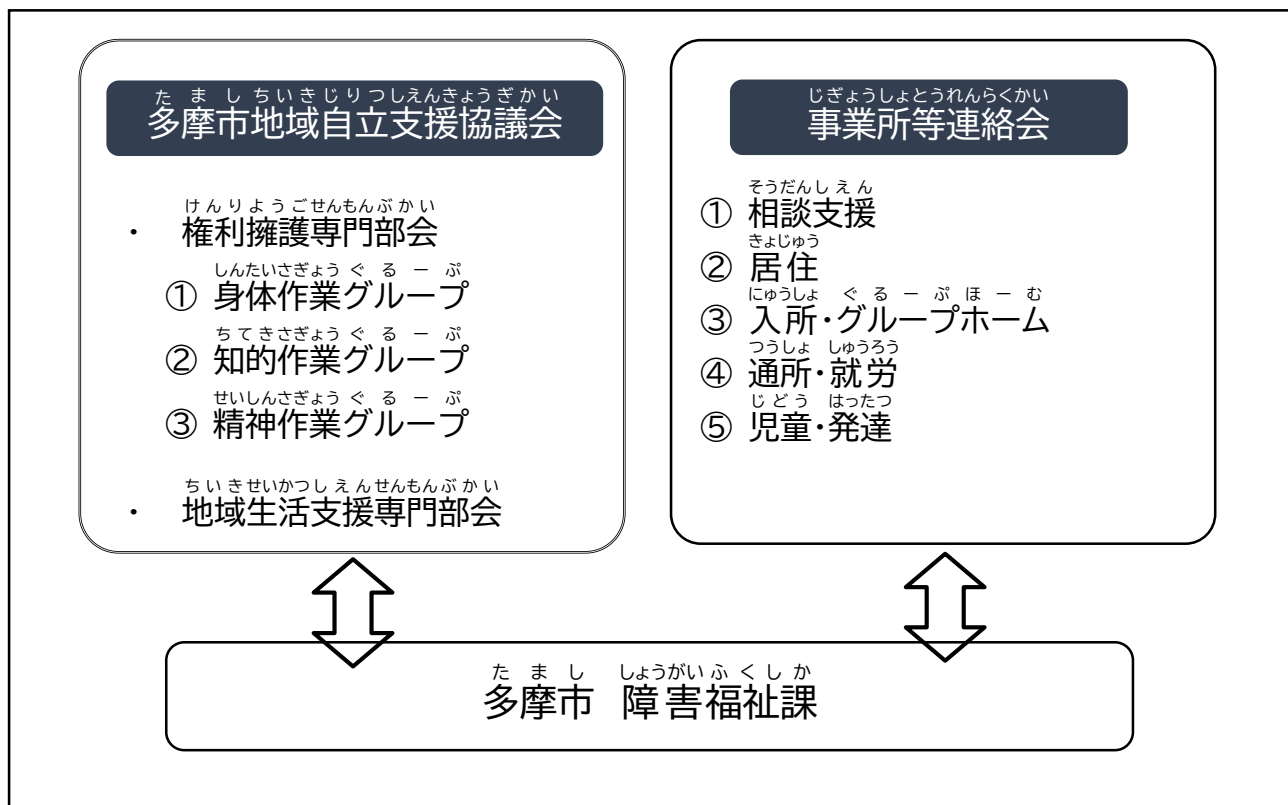 たましちいきじりつしえんきょうぎかい
多摩市地域自立支援協議会
けんりようごせんもんぶかい
・ 権利擁護専門部会
しんたいさぎょうぐるーぷ
① 身体作業グループ
ちてきさぎょうぐるーぷ
② 知的作業グループ
せいしんさぎょうぐるーぷ
③ 精神作業グループ
ちいきせいかつしえんせんもんぶかい
・ 地域生活支援専門部会
じぎょうしょとうれんらくかい
事業所等連絡会
そうだんしえん
① 相談支援
きょじゅう
② 居住
にゅうしょ ぐるーぷほーむ
③ 入所・グループホーム
つうしょ しゅうろう
④ 通所・就労
じどう はったつ
⑤ 児童・発達
たまし しょうがいふくしか
多摩市 障害福祉課